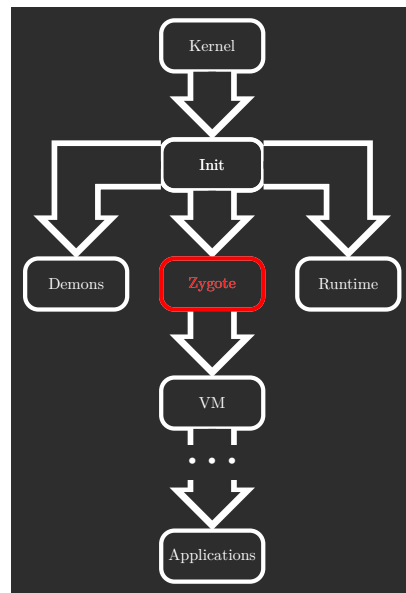 Kernel
Init
Demons
Zygote
Runtime
VM
. . .
Applications